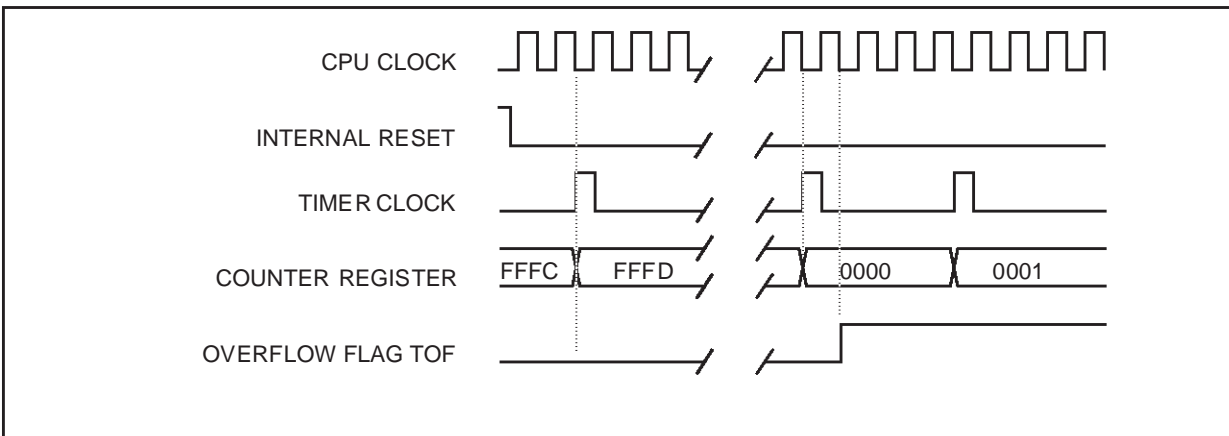 CPU CLOCK
INTERNAL RESET
TIMER CLOCK
COUNTER REGISTER
FFFC FFFD 0000 0001
OVERFLOW FLAG TOF